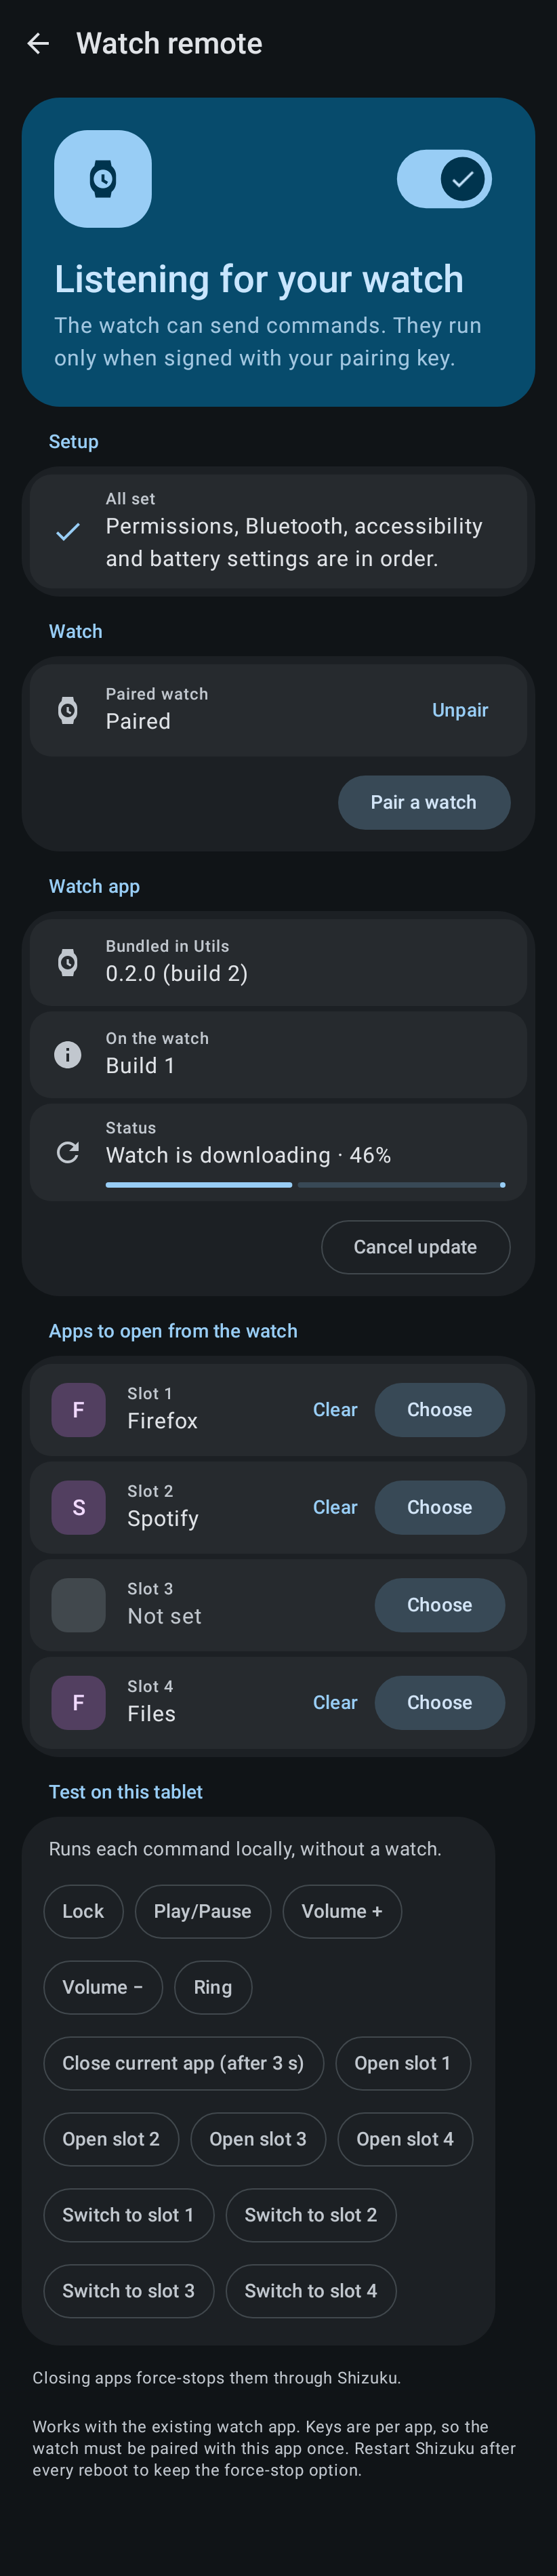 Watch remote
Listening for your watch
The watch can send commands. They run
only when signed with your pairing key.
Setup
All set
Permissions, Bluetooth, accessibility
and battery settings are in order.
Watch
Paired watch
Paired
Unpair
Pair a watch
Watch app
Bundled in Utils
0.2.0 (build 2)
On the watch
Build 1
Status
Watch is downloading · 46%
Cancel update
Apps to open from the watch
F
Slot 1
Firefox
Clear
Choose
S
Slot 2
Spotify
Clear
Choose
Slot 3
Not set
Choose
F
Slot 4
Files
Clear
Choose
Test on this tablet
Runs each command locally, without a watch.
Lock
Play/Pause
Volume +
Volume −
Ring
Close current app (after 3 s)
Open slot 1
Open slot 2
Open slot 3
Open slot 4
Switch to slot 1
Switch to slot 2
Switch to slot 3
Switch to slot 4
Closing apps force-stops them through Shizuku.
Works with the existing watch app. Keys are per app, so the
watch must be paired with this app once. Restart Shizuku after
every reboot to keep the force-stop option.